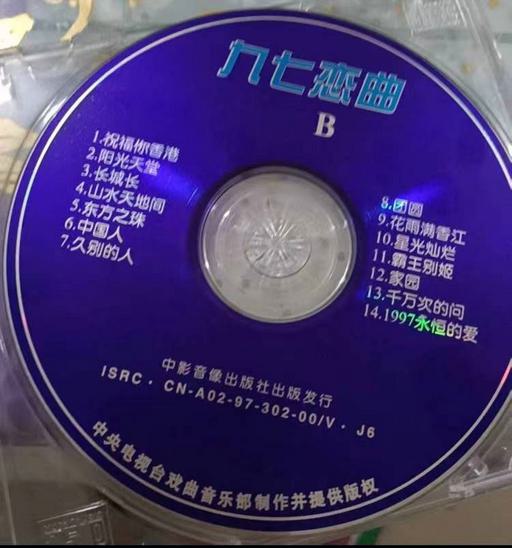 九七恋曲
B
1.祝福你香港
2.阳光天堂
3.长城长
4.山水天地间
5.东方之珠
6.中国人
7.久别的人
8.团圆
9.花雨满香江
10.星光灿烂
11.霸王别姬
12.家园
13.千万次的问
14.1997永恒的爱
中影音像出版社出版发行
ISRC·CN-A02-97-302-00/V·J6
中央电视台戏曲音乐部制作并提供版权